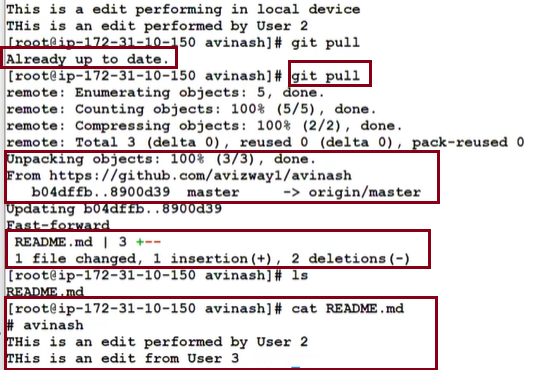 This is a edit performing in local device
THis is an edit performed by User 2
[root@ip-172-31-10-150 avinash]# git pull
Already up to date.
[root@ip-172-31-10-150 avinash]# git pull
remote: Enumerating objects: 5, done.
remote: Counting objects: 100% (5/5), done.
remote: Compressing objects: 100% (2/2), done.
remote: Total 3 (delta 0), reused 0 (delta 0), pack-reused 0
Unpacking objects: 100% (3/3), done.
From https://github.com/avizway1/avinash
   b04dffb..8900d39  master     -> origin/master
Updating b04dffb..8900d39
Fast-forward
 README.md | 3 +--
 1 file changed, 1 insertion(+), 2 deletions(-)
[root@ip-172-31-10-150 avinash]# ls
README.md
[root@ip-172-31-10-150 avinash]# cat README.md
# avinash
THis is an edit performed by User 2
THis is an edit from User 3